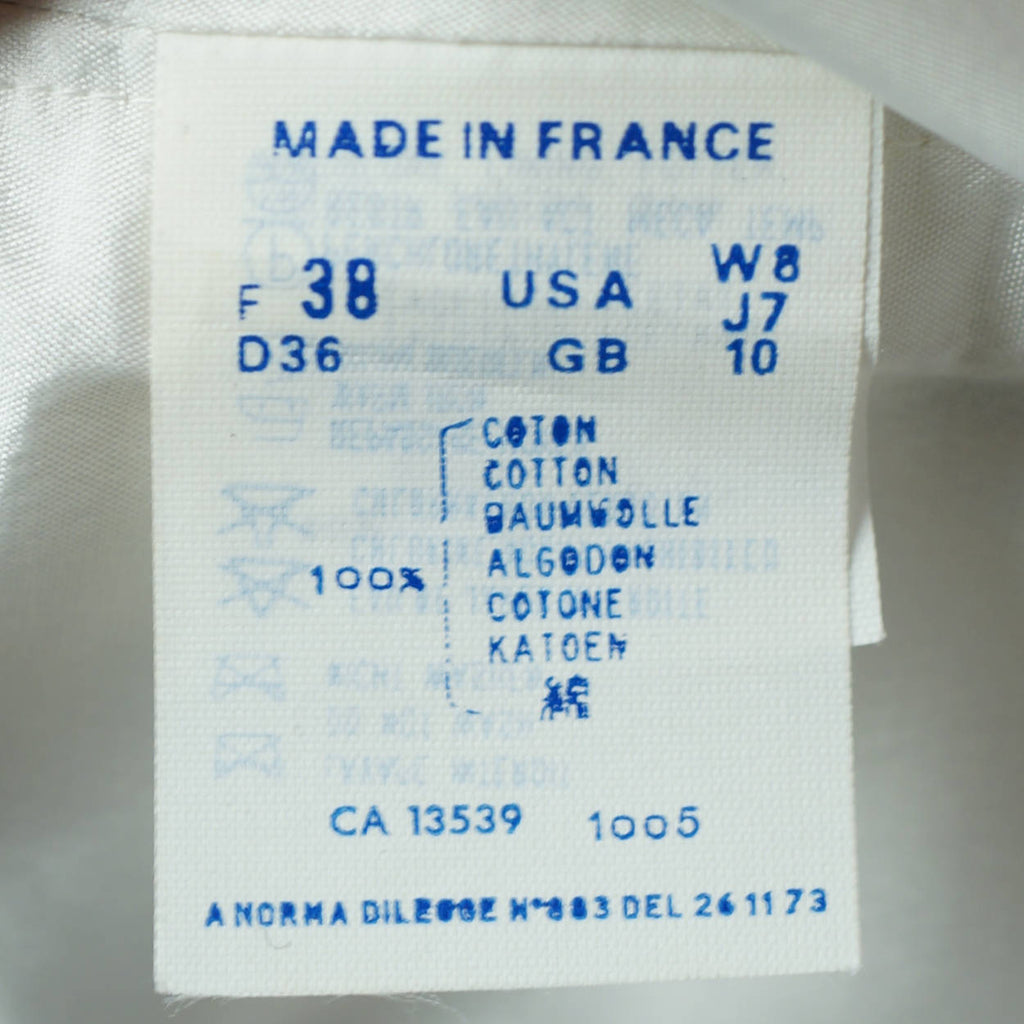 MADE IN FRANCE
F 38 USA W8
J7
D36 GB 10
COTON
COTTON
BAUMWOLLE
ALGODON
COTONE
100%
KATOEN
綿
CA 13539 1005
A NORMA DI LEGGE N°883 DEL 26 11 73